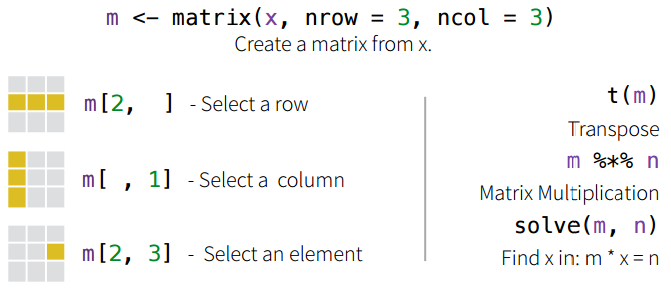 m <- matrix(x, nrow = 3, ncol = 3)
Create a matrix from x.
m[2, ] - Select a row
m[ , 1] - Select a column
m[2, 3] - Select an element
t(m)
Transpose
m %*% n
Matrix Multiplication
solve(m, n)
Find x in: m * x = n